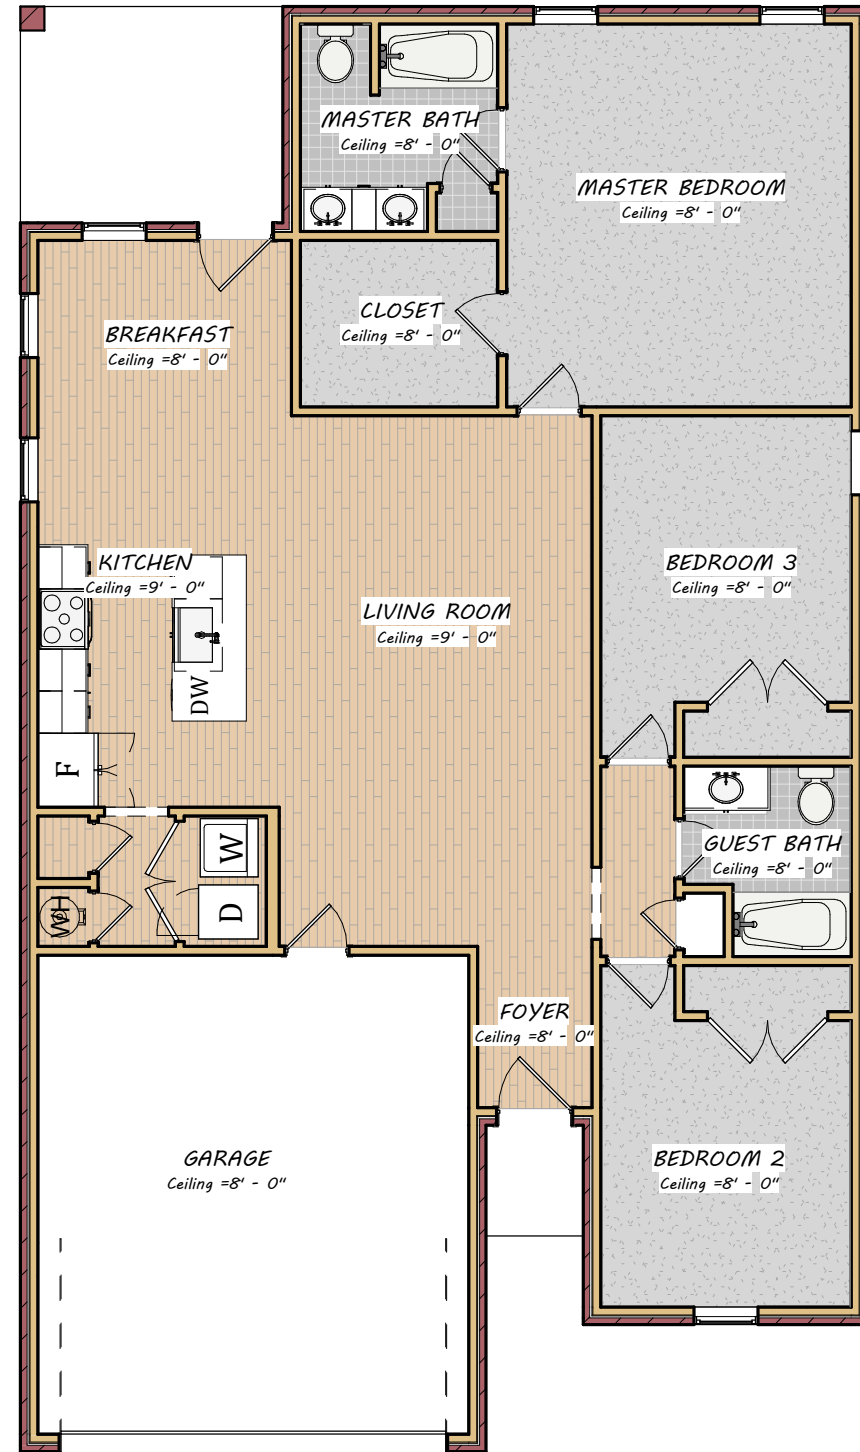 MASTER BATH
Ceiling =8' - 0"
MASTER BEDROOM
Ceiling =8' - 0"
CLOSET
Ceiling =8' - 0"
BREAKFAST
Ceiling =8' - 0"
KITCHEN
Ceiling =9' - 0"
BEDROOM 3
Ceiling =8' - 0"
LIVING ROOM
Ceiling =9' - 0"
DW
F
W
GUEST BATH
Ceiling =8' - 0"
D
WH
FOYER
Ceiling =8' - 0"
GARAGE
Ceiling =8' - 0"
BEDROOM 2
Ceiling =8' - 0"